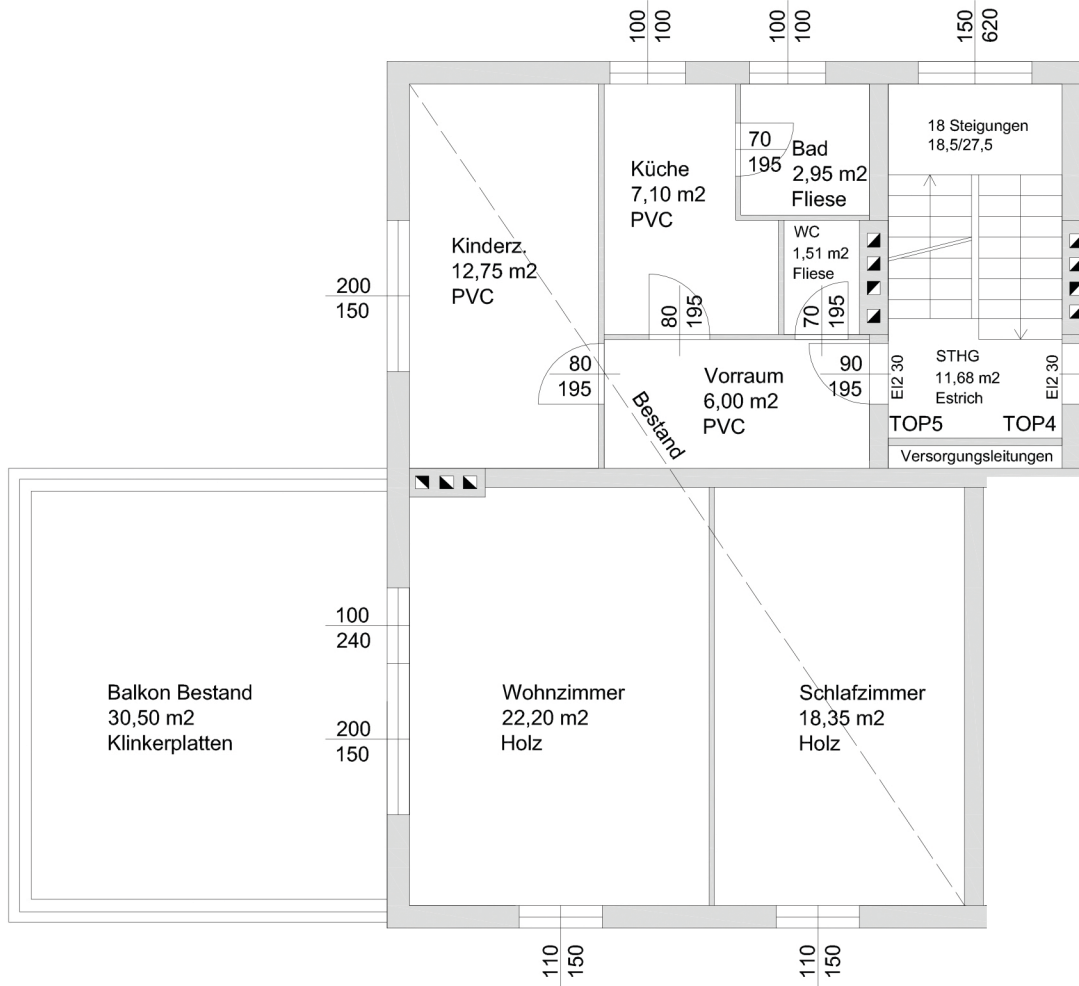 100
100
100
100
150
620
18 Steigungen
18,5/27,5
70
195
Bad
2,95 m2
Fliese
Küche
7,10 m2
PVC
WC
1,51 m2
Fliese
Kinderz.
12,75 m2
PVC
200
150
80
195
70
195
80
195
Vorraum
6,00 m2
PVC
90
195
EI2 30
STHG
11,68 m2
Estrich
EI2 30
TOP5
TOP4
Versorgungsleitungen
Bestand
100
240
Balkon Bestand
30,50 m2
Klinkerplatten
200
150
Wohnzimmer
22,20 m2
Holz
Schlafzimmer
18,35 m2
Holz
110
150
110
150